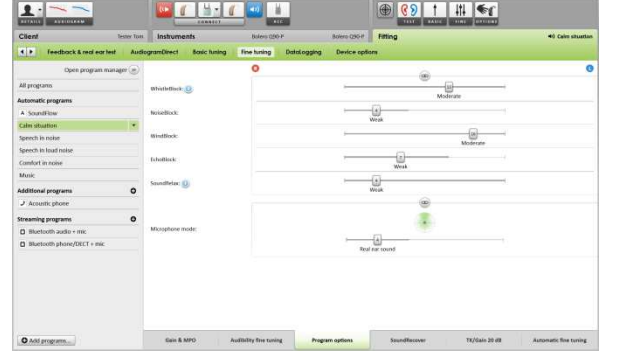 DETAILS AUDIOGRAM
CONNECT
REC
TEST BASIC FINE OPTIONS
Client Tester Tom Instruments Bolero Q90-P Bolero Q90-P Fitting Calm situation
Feedback & real ear test AudiogramDirect Basic tuning Fine tuning DataLogging Device options
Open program manager
All programs
Automatic programs
A SoundFlow
Calm situation
Speech in noise
Speech in loud noise
Comfort in noise
Music
Additional programs
Acoustic phone
Streaming programs
Bluetooth audio + mic
Bluetooth phone/DECT + mic
WhistleBlock:
Moderate
NoiseBlock:
Weak
WindBlock:
Moderate
EchoBlock:
Weak
SoundRelax:
Weak
Microphone mode:
Real ear sound
Add programs...
Gain & MPO Audibility fine tuning Program options SoundRecover TK/Gain 20 dB Automatic fine tuning